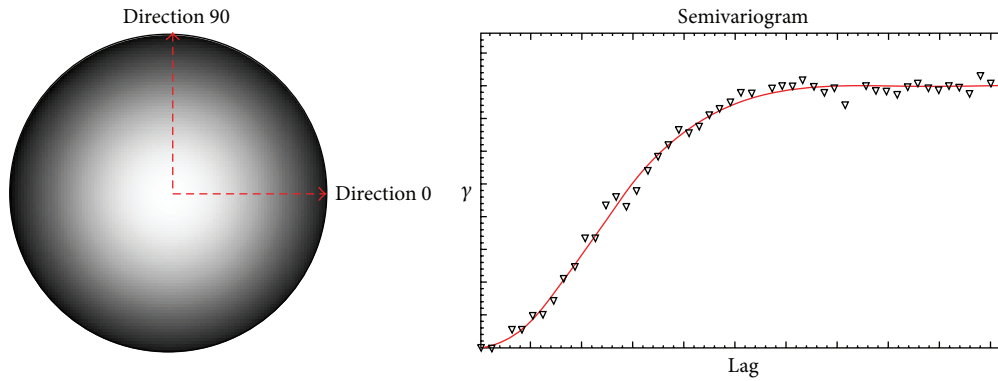 Direction 90
Direction 0
Semivariogram
γ
Lag